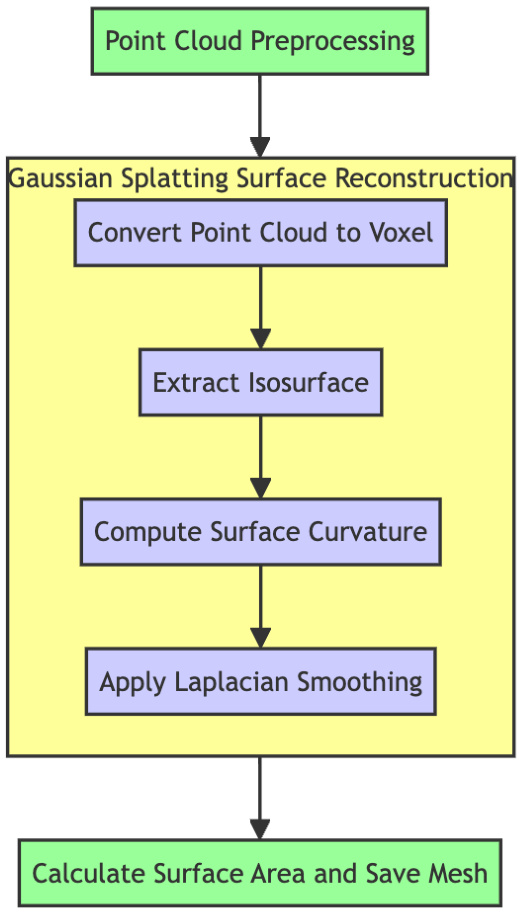 Point Cloud Preprocessing
Gaussian Splatting Surface Reconstruction
Convert Point Cloud to Voxel
Extract Isosurface
Compute Surface Curvature
Apply Laplacian Smoothing
Calculate Surface Area and Save Mesh